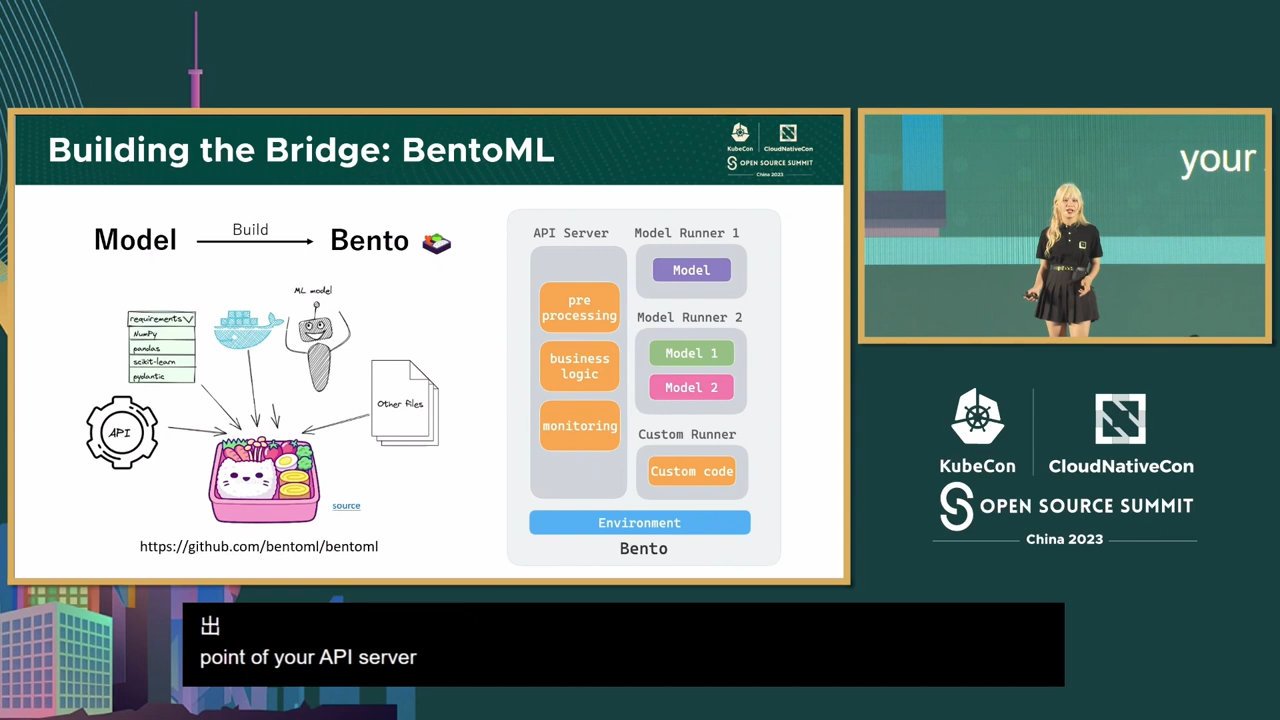 Building the Bridge: BentoML
KubeCon
CloudNativeCon
OPEN SOURCE SUMMIT
China 2023
Model
Build
Bento
ML model
requirements
NumPy
pandas
scikit-learn
pydantic
API
Other files
source
https://github.com/bentoml/bentoml
API Server
pre
processing
business
logic
monitoring
Model Runner 1
Model
Model Runner 2
Model 1
Model 2
Custom Runner
Custom code
Environment
Bento
your
KubeCon
CloudNativeCon
OPEN SOURCE SUMMIT
China 2023
出
point of your API server